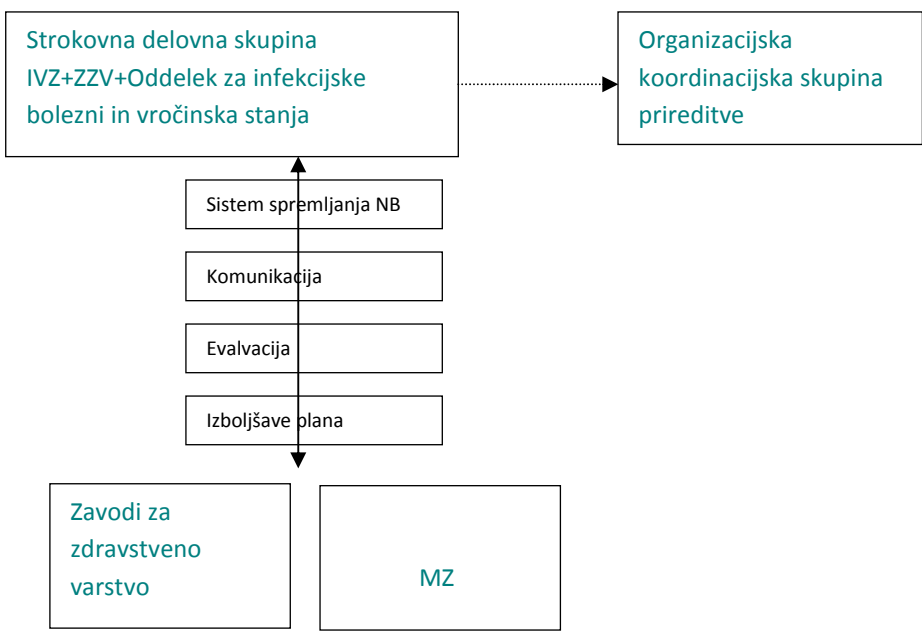 Strokovna delovna skupina
IVZ+ZZV+Oddelek za infekcijske
bolezni in vročinska stanja
Organizacijska
koordinacijska skupina
prireditve
Sistem spremljanja NB
Komunikacija
Evalvacija
Izboljšave plana
Zavodi za
zdravstveno
varstvo
MZ